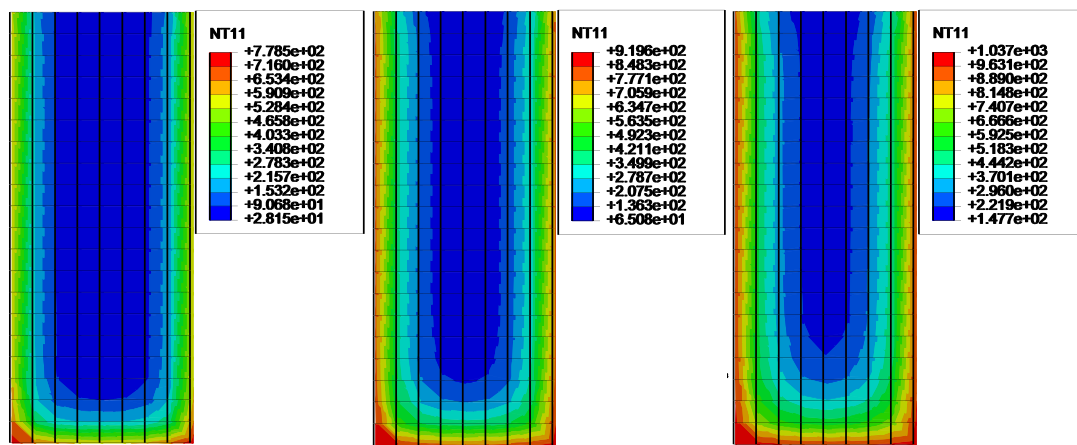 NT11
+7.785e+02
+7.160e+02
+6.534e+02
+5.909e+02
+5.284e+02
+4.658e+02
+4.033e+02
+3.408e+02
+2.783e+02
+2.157e+02
+1.532e+02
+9.068e+01
+2.815e+01
NT11
+9.196e+02
+8.483e+02
+7.771e+02
+7.059e+02
+6.347e+02
+5.635e+02
+4.923e+02
+4.211e+02
+3.499e+02
+2.787e+02
+2.075e+02
+1.363e+02
+6.508e+01
NT11
+1.037e+03
+9.631e+02
+8.890e+02
+8.148e+02
+7.407e+02
+6.666e+02
+5.925e+02
+5.183e+02
+4.442e+02
+3.701e+02
+2.960e+02
+2.219e+02
+1.477e+02